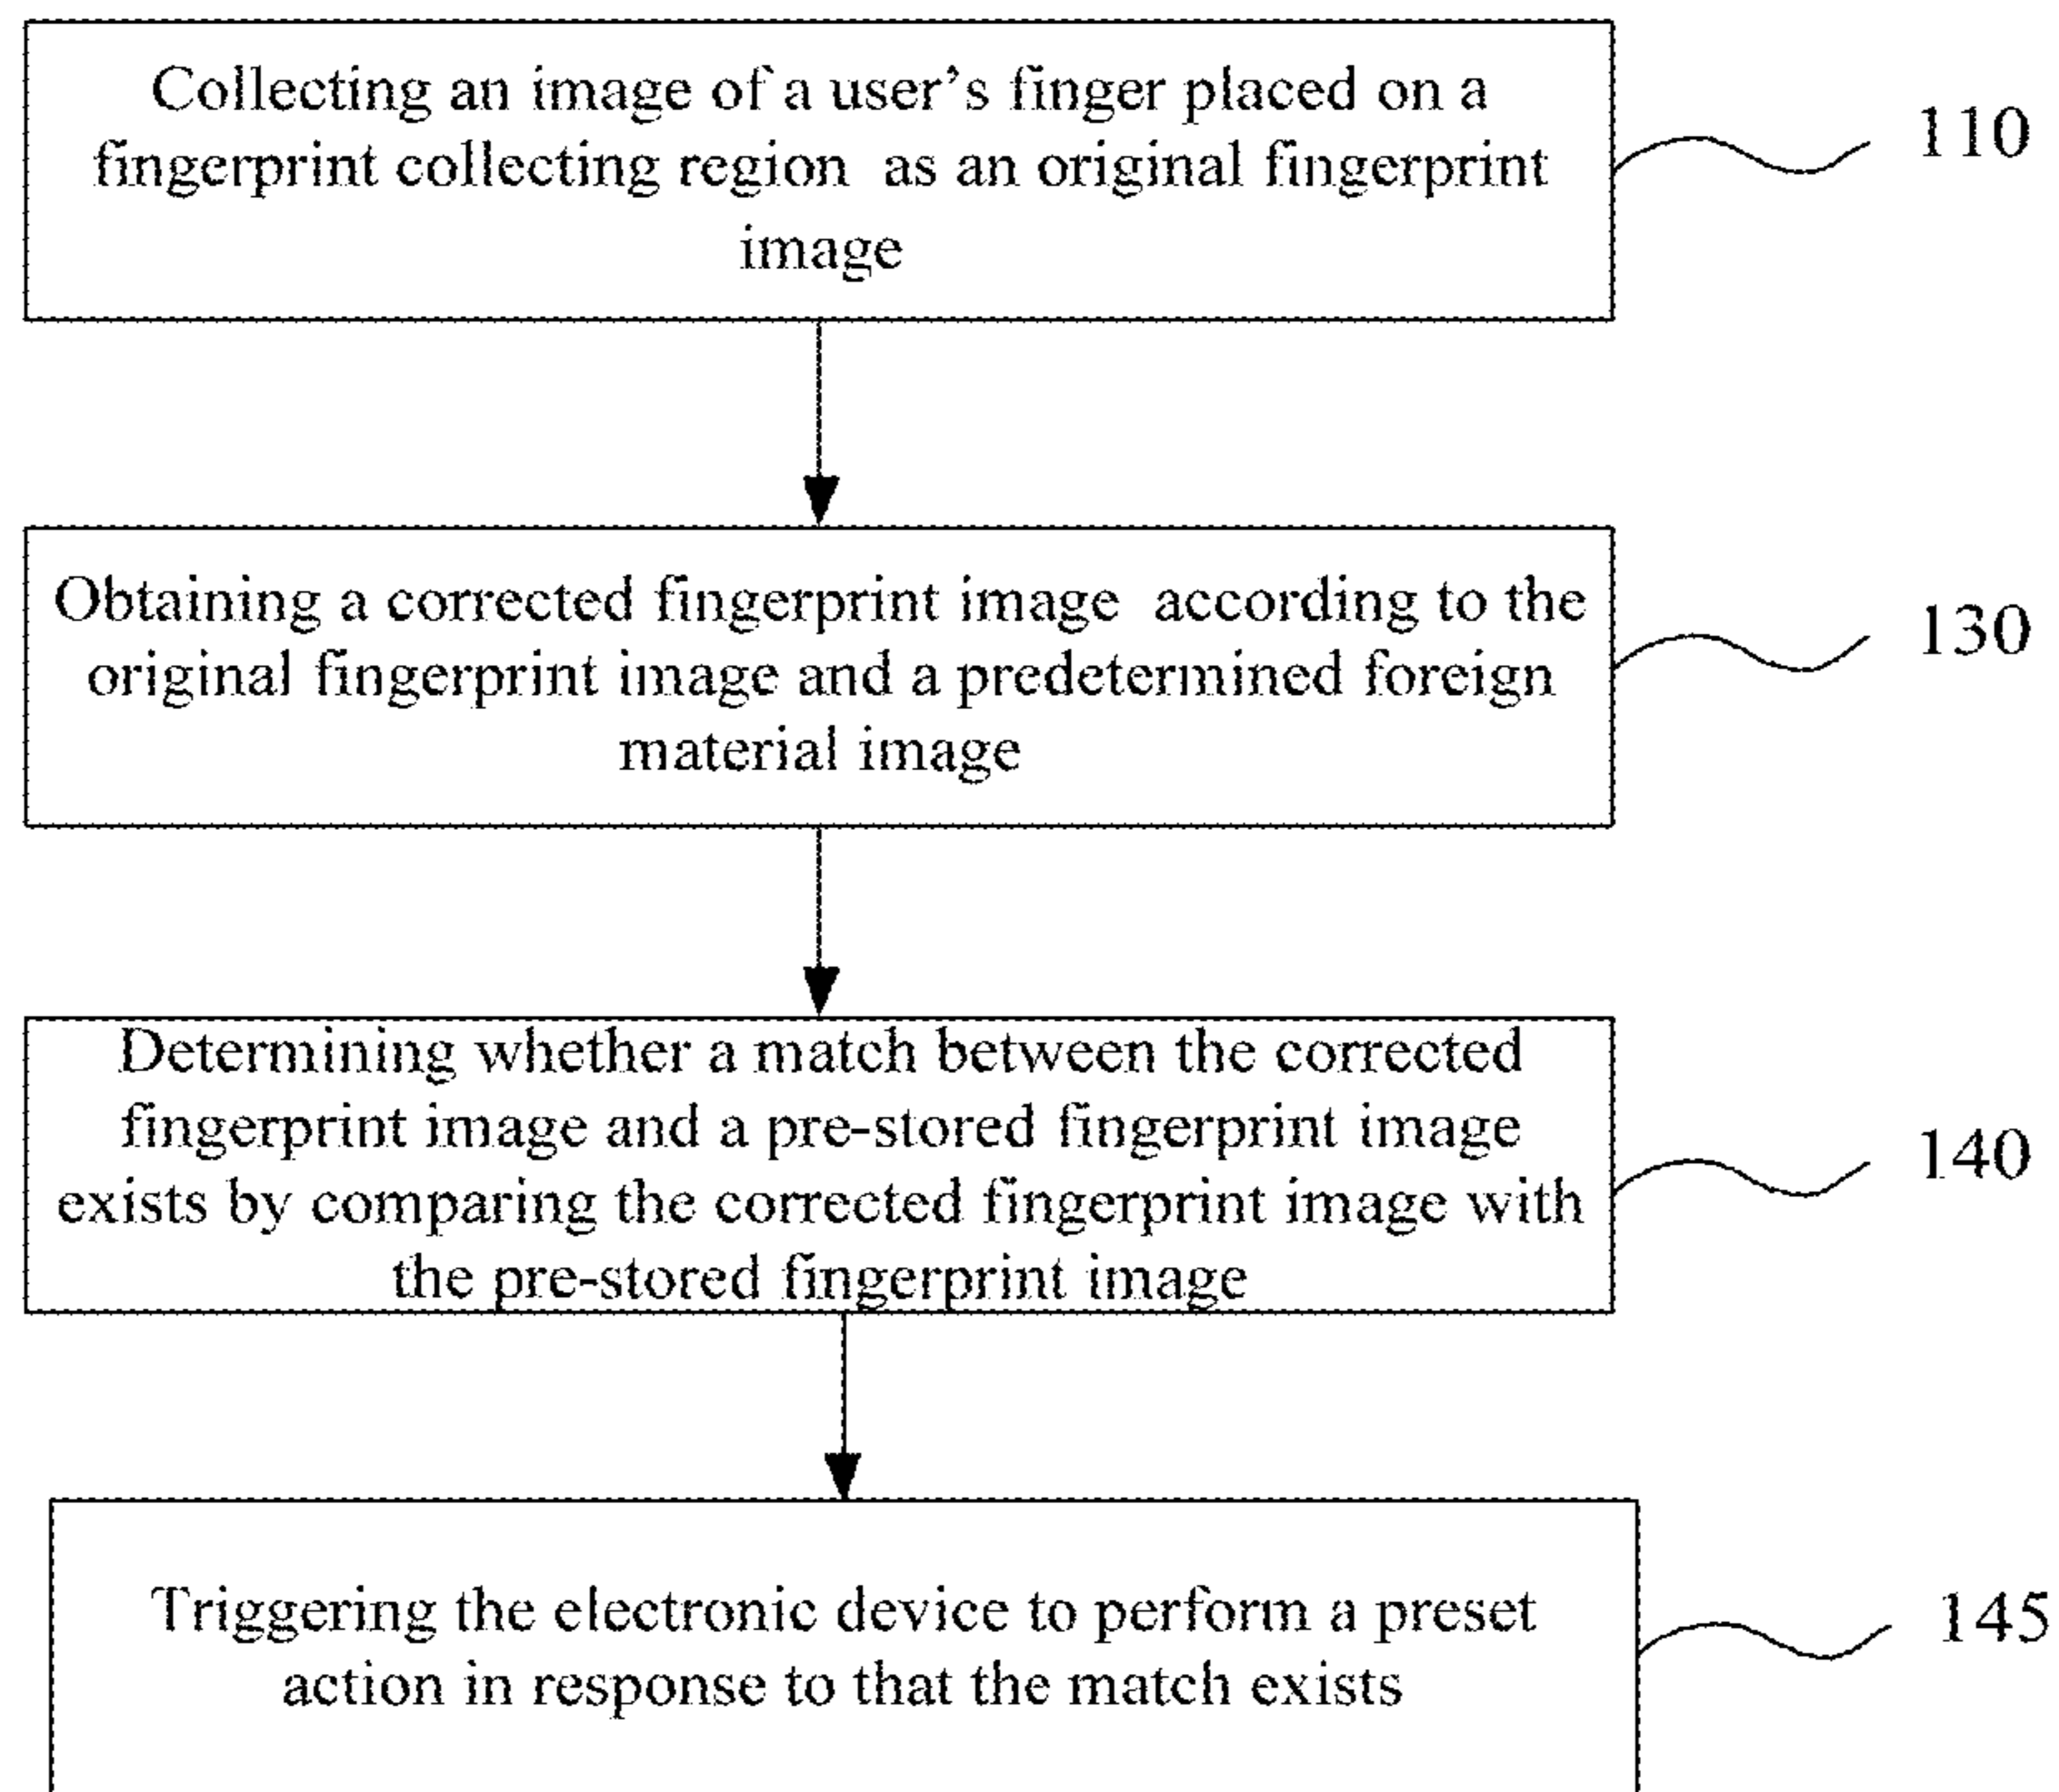 Collecting an image of a user's finger placed on a
fingerprint collecting region as an original fingerprint
image
110
Obtaining a corrected fingerprint image according to the
original fingerprint image and a predetermined foreign
material image
130
Determining whether a match between the corrected
fingerprint image and a pre-stored fingerprint image
exists by comparing the corrected fingerprint image with
the pre-stored fingerprint image
140
Triggering the electronic device to perform a preset
action in response to that the match exists
145